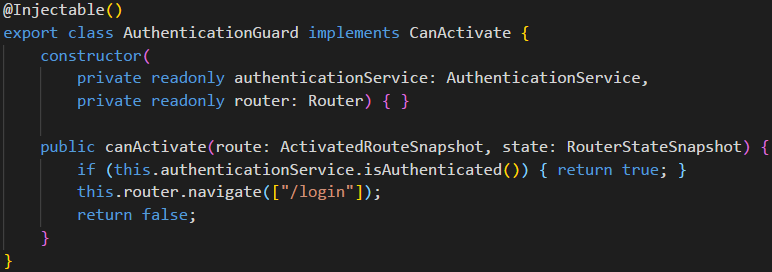 @Injectable()
export class AuthenticationGuard implements CanActivate {
    constructor(
        private readonly authenticationService: AuthenticationService,
        private readonly router: Router) { }

    public canActivate(route: ActivatedRouteSnapshot, state: RouterStateSnapshot) {
        if (this.authenticationService.isAuthenticated()) { return true; }
        this.router.navigate(["/login"]);
        return false;
    }
}